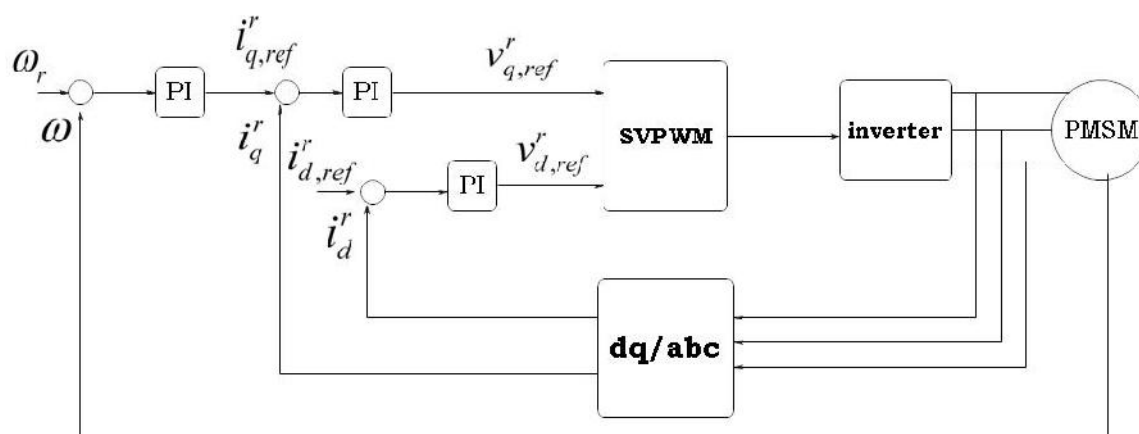 ω_r
ω
PI
i^r_{q,ref}
i^r_q
PI
v^r_{q,ref}
i^r_{d,ref}
i^r_d
PI
v^r_{d,ref}
SVPWM
inverter
PMSM
dq/abc